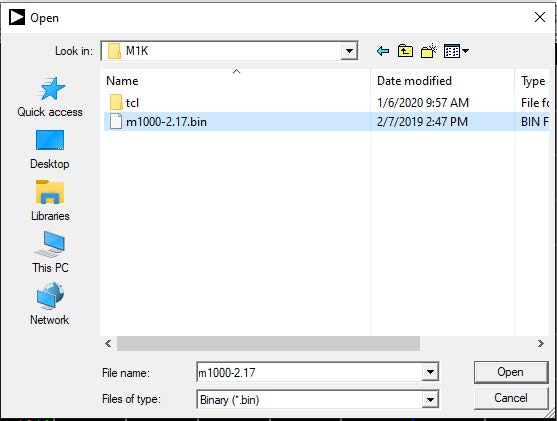 Open
Look in: M1K
Name Date modified Type
tcl 1/6/2020 9:57 AM File fo
m1000-2.17.bin 2/7/2019 2:47 PM BIN F
Quick access
Desktop
Libraries
This PC
Network
File name: m1000-2.17 Open
Files of type: Binary (*.bin) Cancel